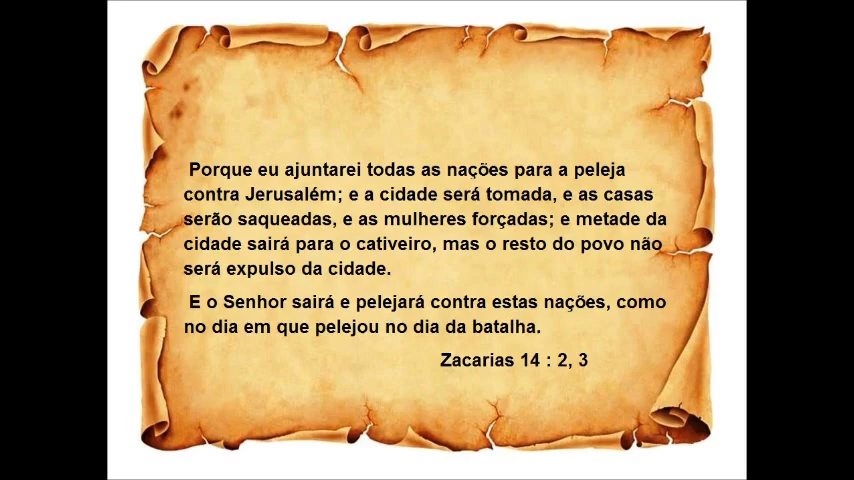 Porque eu ajuntarei todas as nações para a peleja
contra Jerusalém; e a cidade será tomada, e as casas
serão saqueadas, e as mulheres forçadas; e metade da
cidade sairá para o cativeiro, mas o resto do povo não
será expulso da cidade.
E o Senhor sairá e pelejará contra estas nações, como
no dia em que pelejou no dia da batalha.
Zacarias 14 : 2, 3